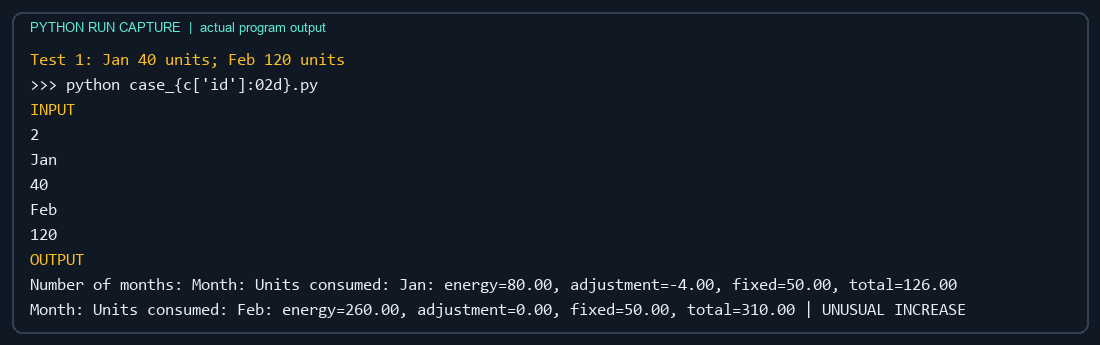 PYTHON RUN CAPTURE | actual program output
Test 1: Jan 40 units; Feb 120 units
>>> python case_{c['id']:02d}.py
INPUT
2
Jan
40
Feb
120
OUTPUT
Number of months: Month: Units consumed: Jan: energy=80.00, adjustment=-4.00, fixed=50.00, total=126.00
Month: Units consumed: Feb: energy=260.00, adjustment=0.00, fixed=50.00, total=310.00 | UNUSUAL INCREASE